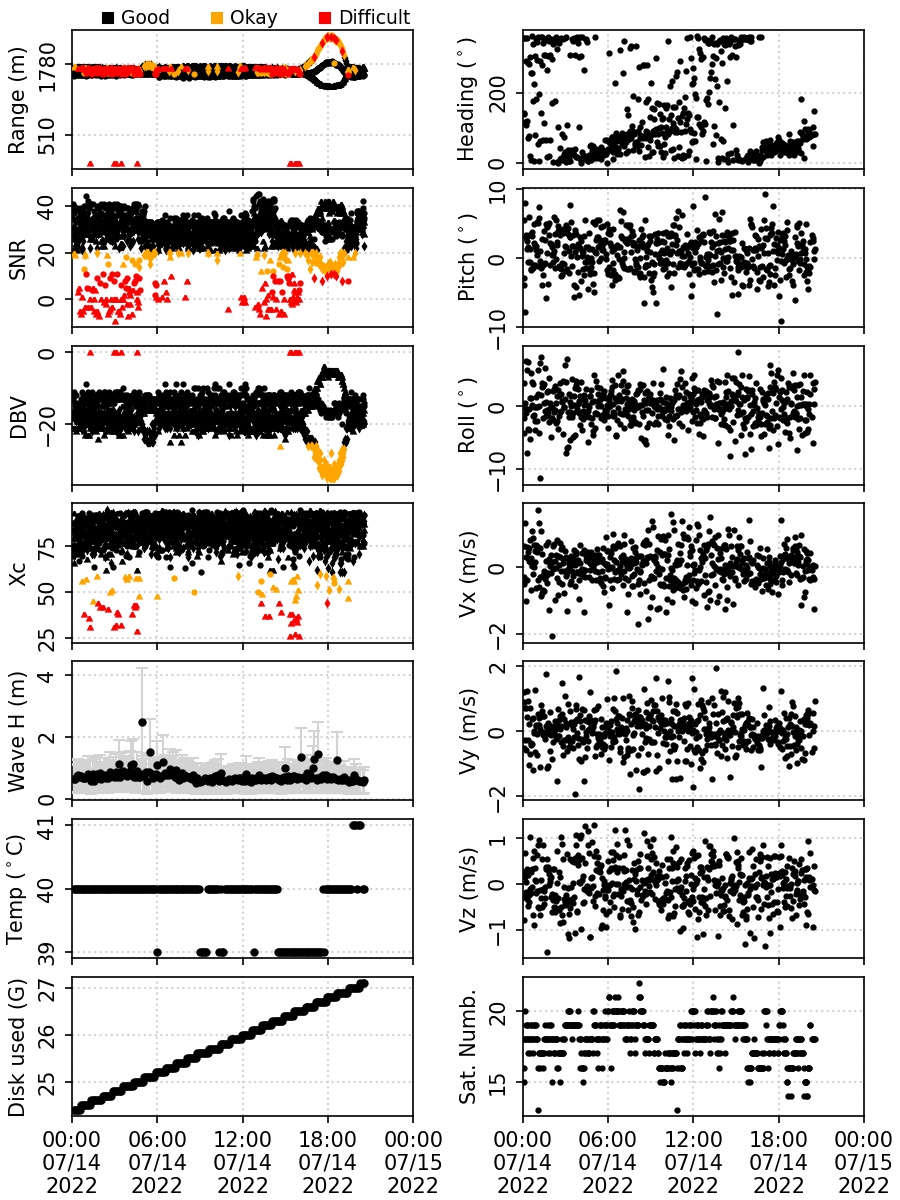 Good Okay Difficult
Range (m)
1780
510
SNR
40
20
0
DBV
0
−20
Xc
75
50
25
Wave H (m)
4
2
0
Temp (°C)
41
40
39
Disk used (G)
27
26
25
00:00 06:00 12:00 18:00 00:00
07/14 07/14 07/14 07/14 07/15
2022 2022 2022 2022 2022
Heading (°)
200
0
Pitch (°)
10
0
−10
Roll (°)
0
−10
Vx (m/s)
0
−2
Vy (m/s)
2
0
−2
Vz (m/s)
1
0
−1
Sat. Numb.
20
15
00:00 06:00 12:00 18:00 00:00
07/14 07/14 07/14 07/14 07/15
2022 2022 2022 2022 2022